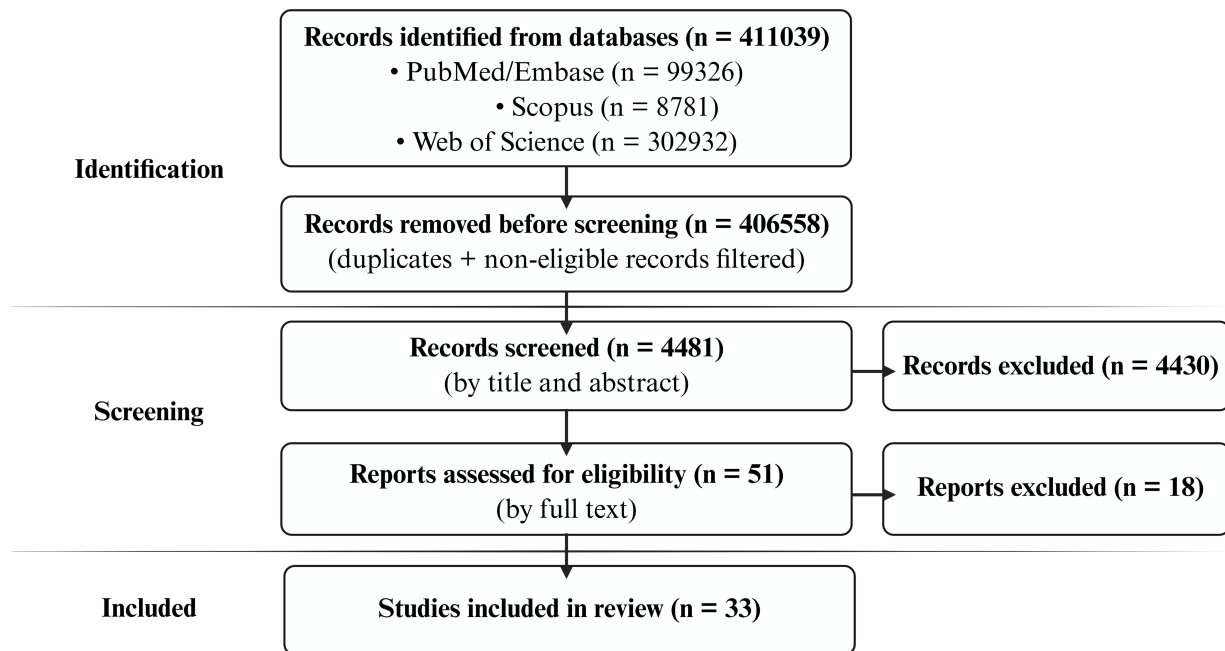 Records identified from databases (n = 411039)
• PubMed/Embase (n = 99326)
• Scopus (n = 8781)
• Web of Science (n = 302932)
Identification
Records removed before screening (n = 406558)
(duplicates + non-eligible records filtered)
Records screened (n = 4481)
(by title and abstract)
Records excluded (n = 4430)
Screening
Reports assessed for eligibility (n = 51)
(by full text)
Reports excluded (n = 18)
Included
Studies included in review (n = 33)